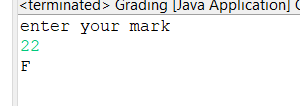 <terminated> Grading [Java Application]
enter your mark
22
F